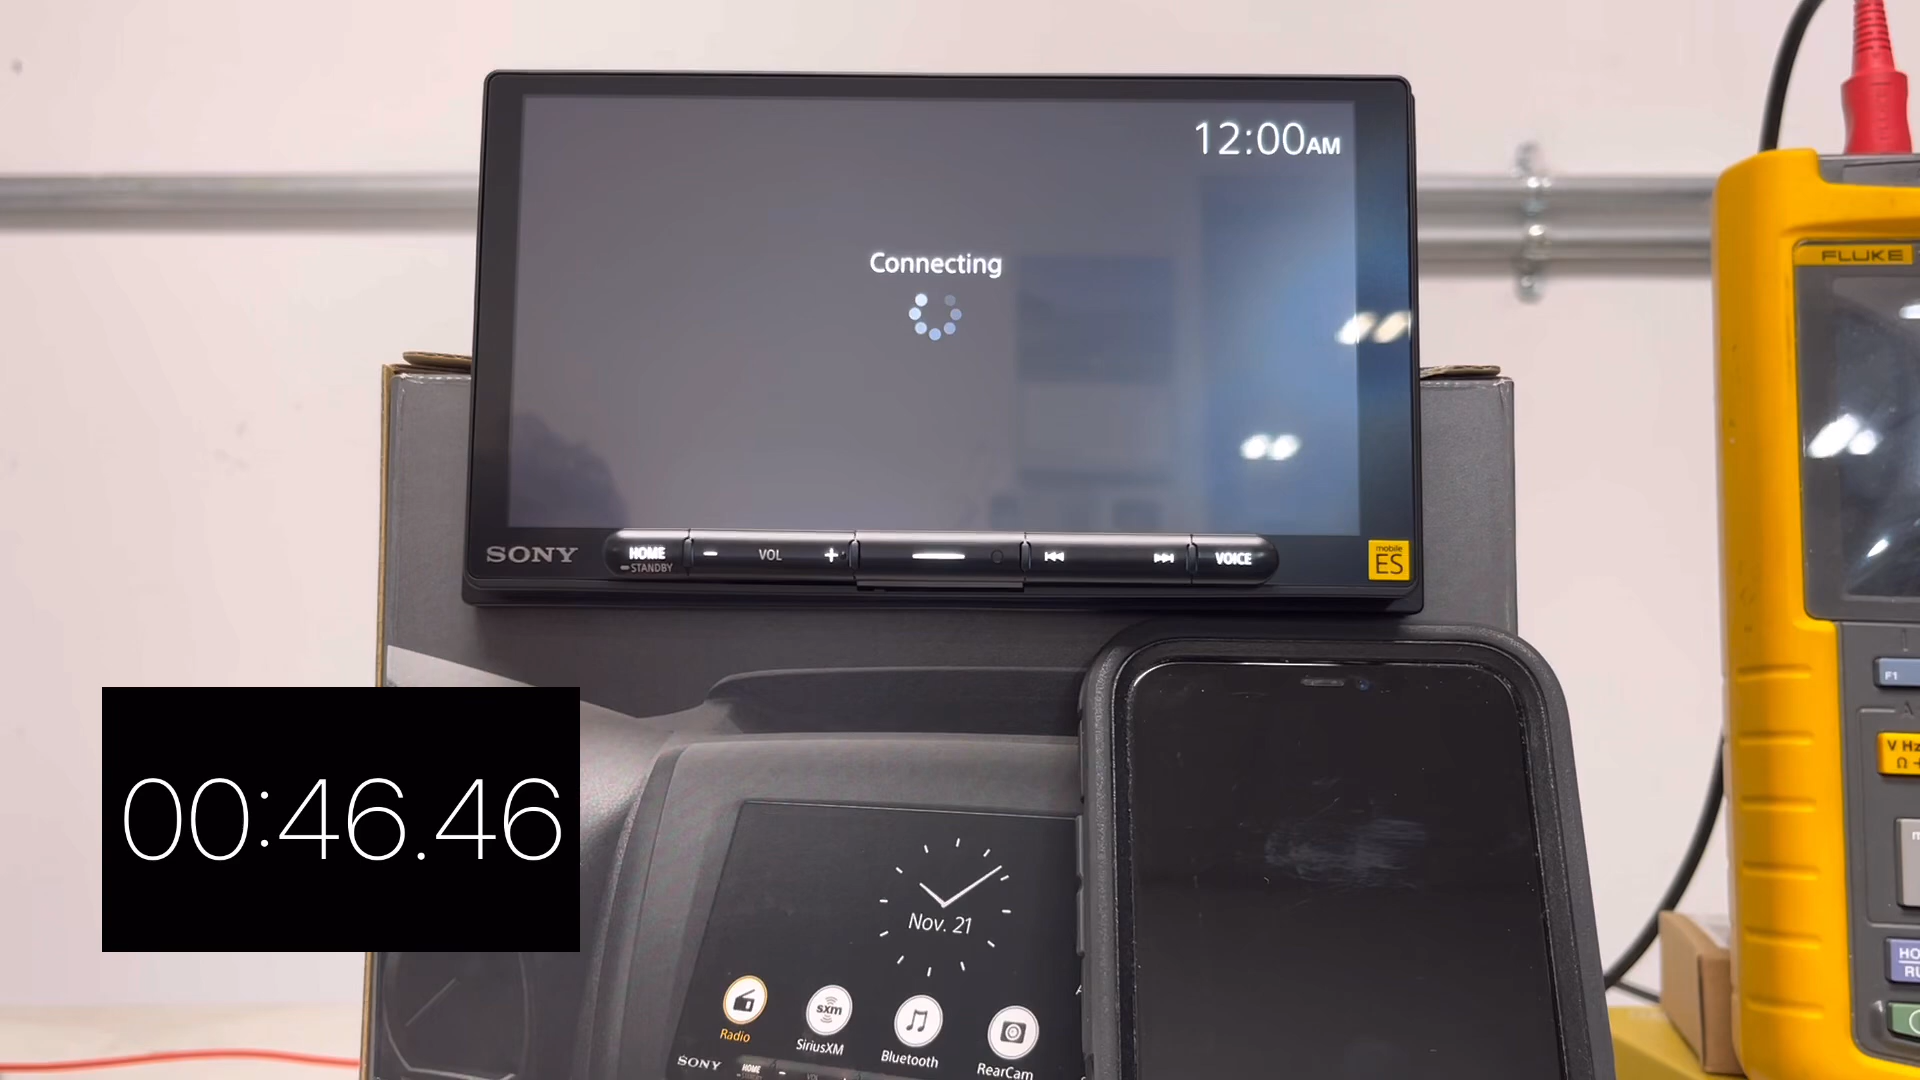 12:00AM
Connecting
SONY
HOME
STANDBY
- VOL +
VOICE
mobile
ES
FLUKE
F1
V Hz
Ω
00:46.46
Nov. 21
Radio
SiriusXM
sxm
Bluetooth
RearCam
SONY
HOME